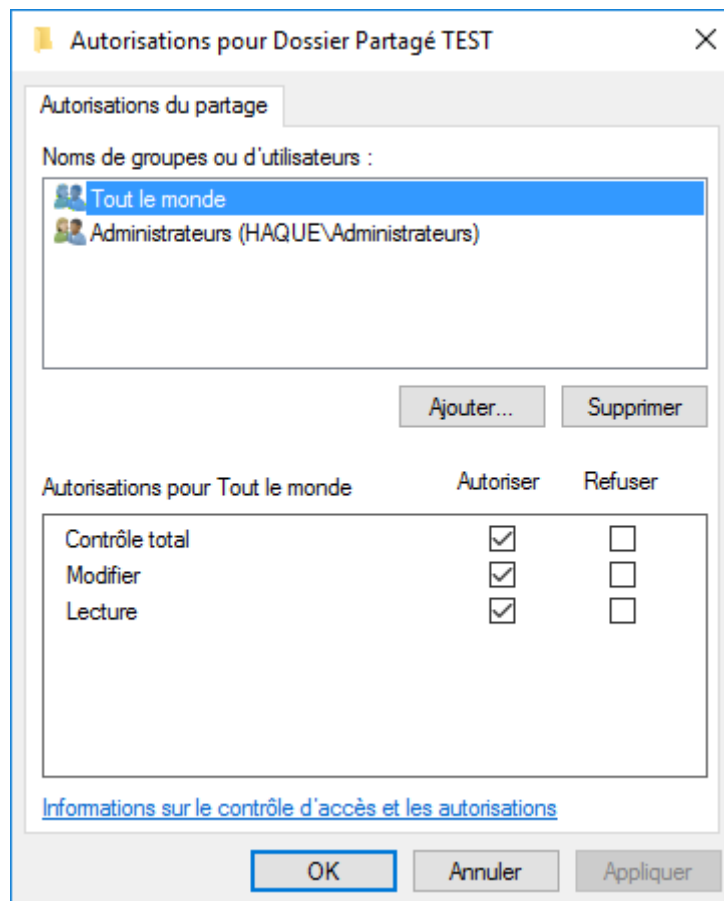 Autorisations pour Dossier Partagé TEST
Autorisations du partage
Noms de groupes ou d'utilisateurs :
Tout le monde
Administrateurs (HAQUE\Administrateurs)
Ajouter... Supprimer
Autorisations pour Tout le monde Autoriser Refuser
Contrôle total
Modifier
Lecture
Informations sur le contrôle d'accès et les autorisations
OK Annuler Appliquer